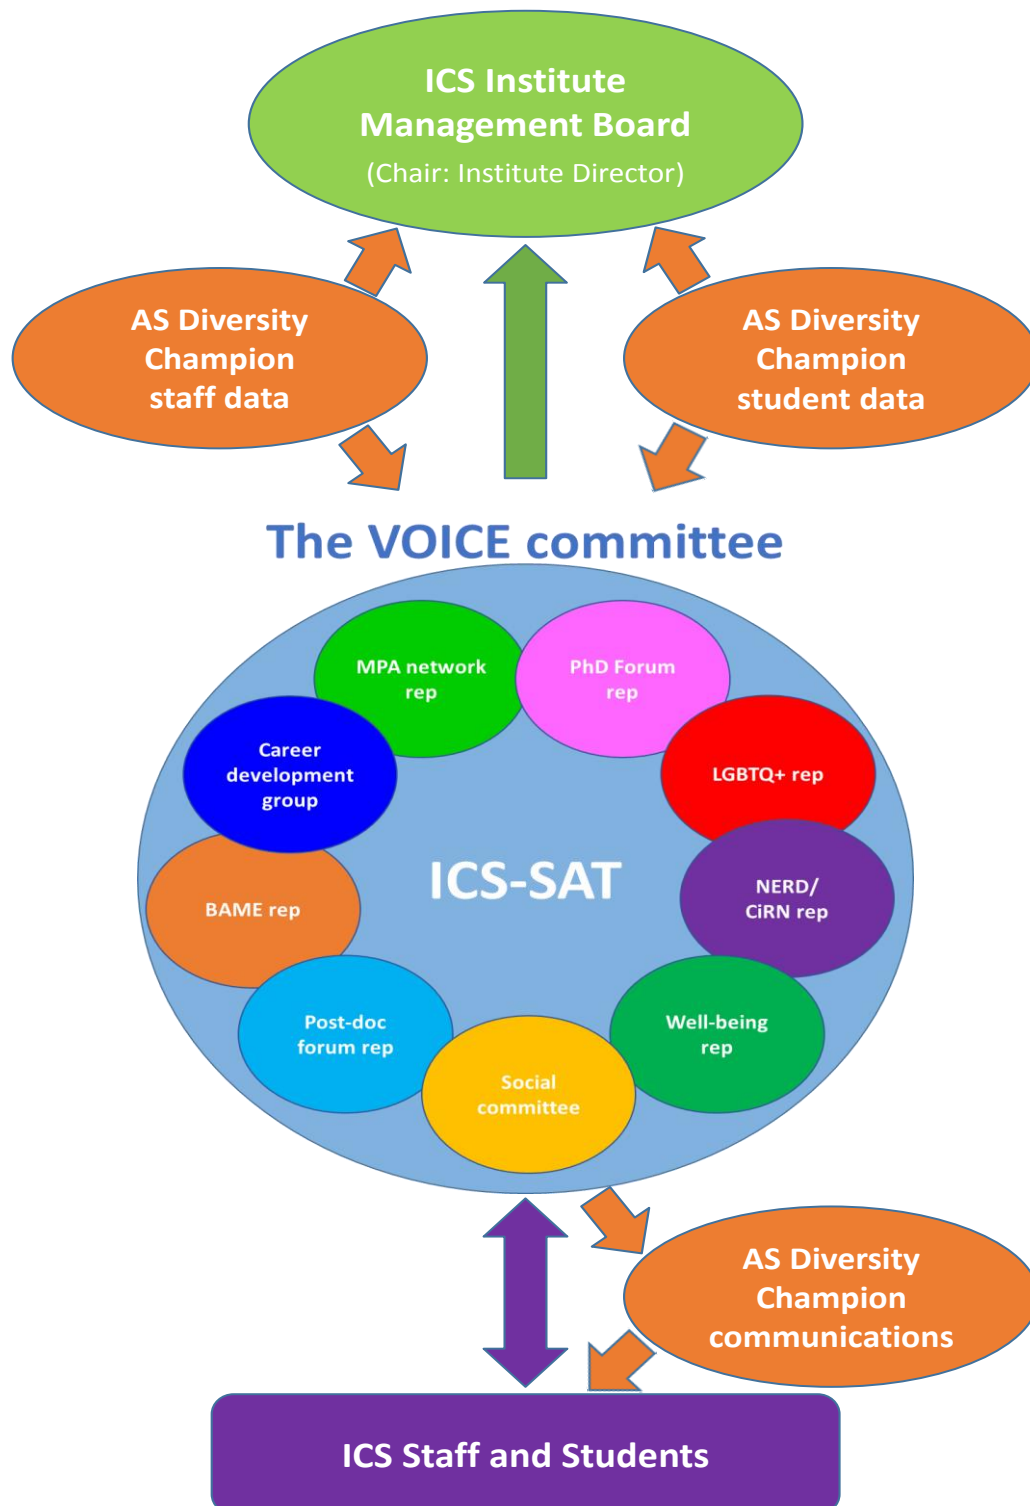 ICS Institute
Management Board
(Chair: Institute Director)
AS Diversity
Champion
staff data
AS Diversity
Champion
student data
The VOICE committee
MPA network
rep
PhD Forum
rep
Career
development
group
LGBTQ+ rep
ICS-SAT
NERD/
CiRN rep
BAME rep
Post-doc
forum rep
Well-being
rep
Social
committee
AS Diversity
Champion
communications
ICS Staff and Students